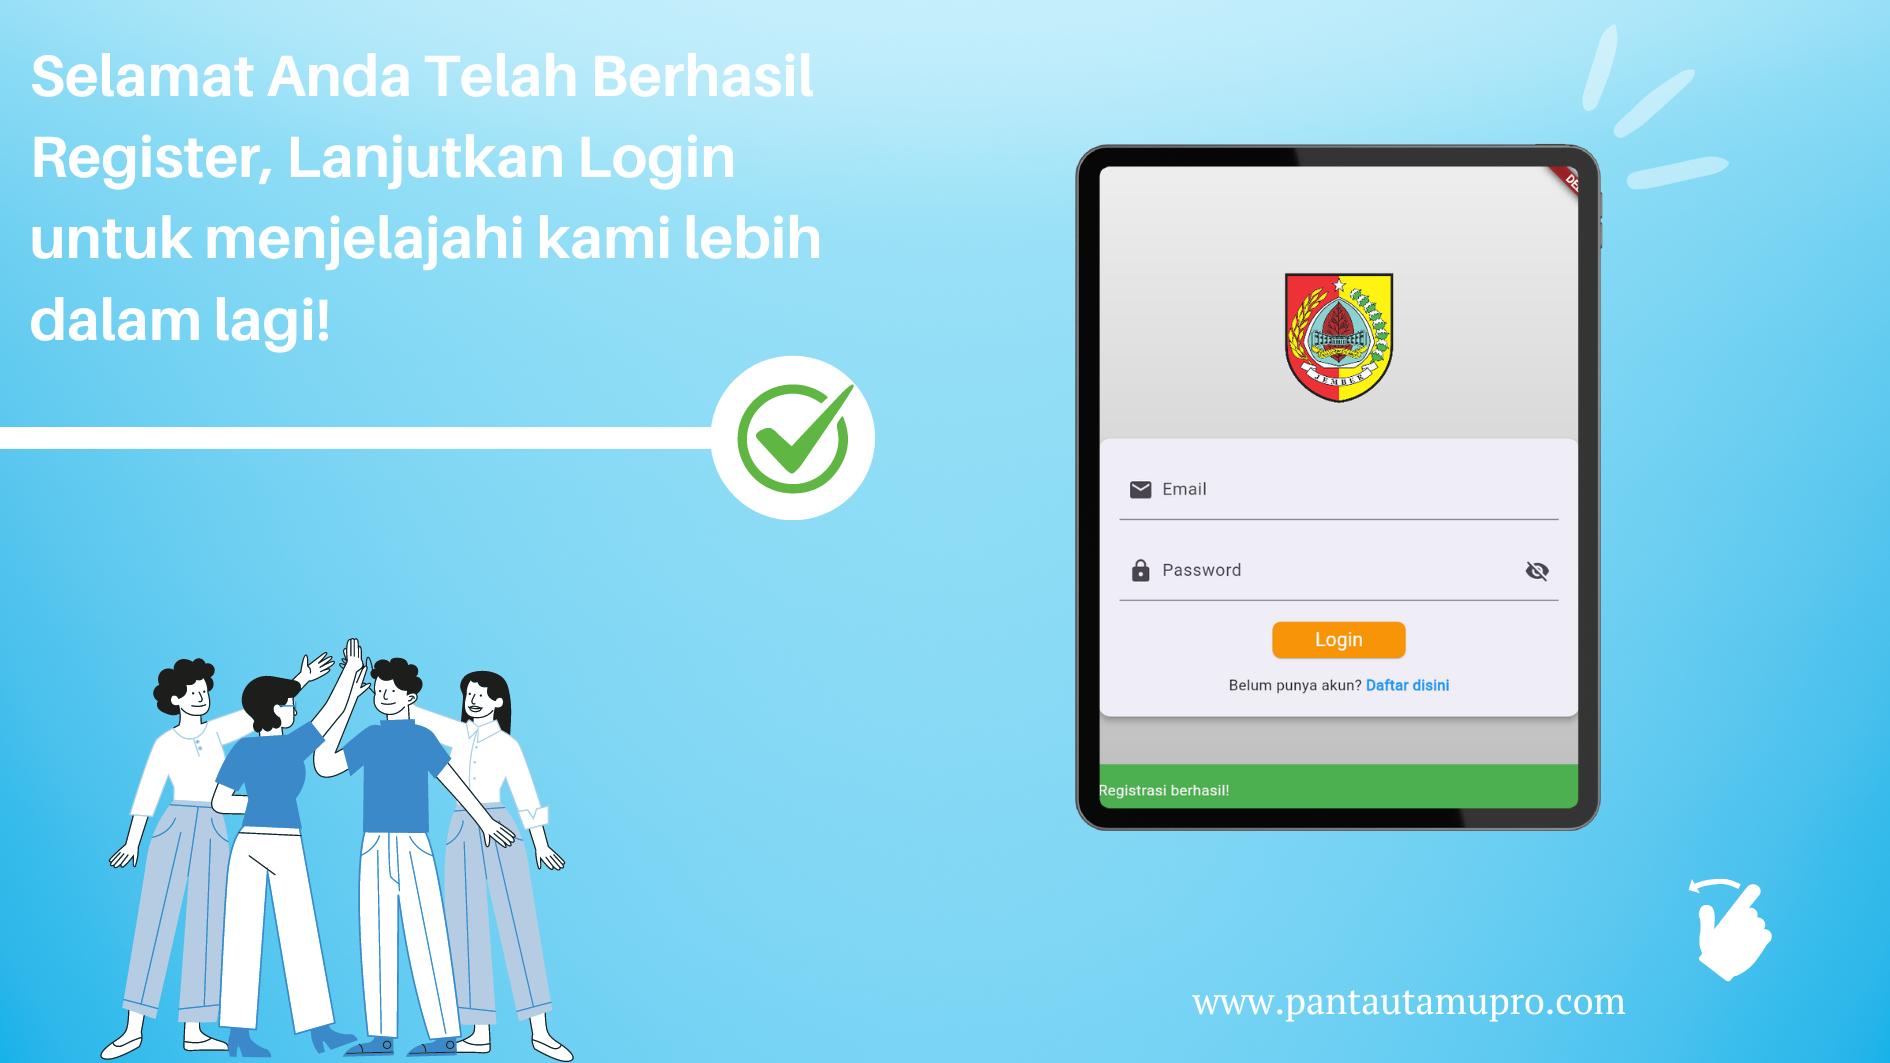 Selamat Anda Telah Berhasil
Register, Lanjutkan Login
untuk menjelajahi kami lebih
dalam lagi!
JEMBER
Email
Password
Login
Belum punya akun? Daftar disini
Registrasi berhasil!
www.pantautamupro.com